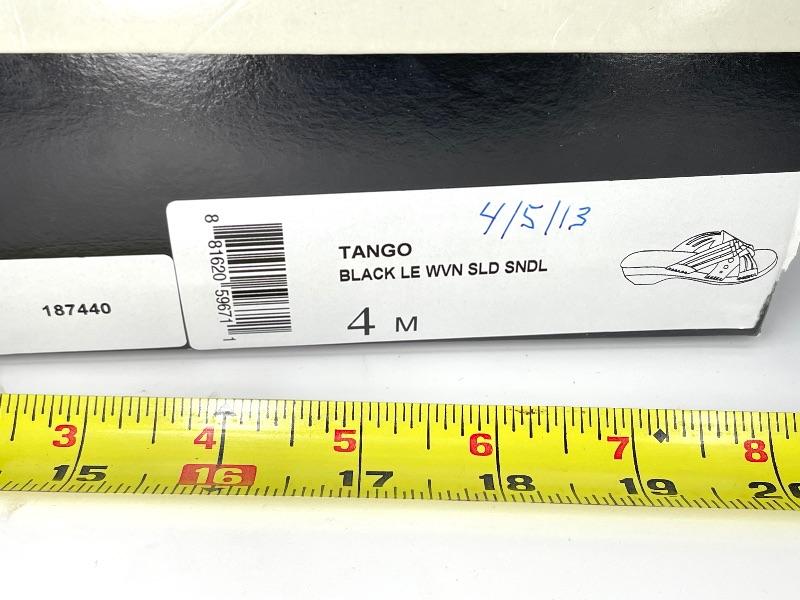 4/5/13
TANGO
BLACK LE WVN SLD SNDL
4 M
8 81620 59671 1
187440
3 4 5 6 7 8
15 16 17 18 19 20